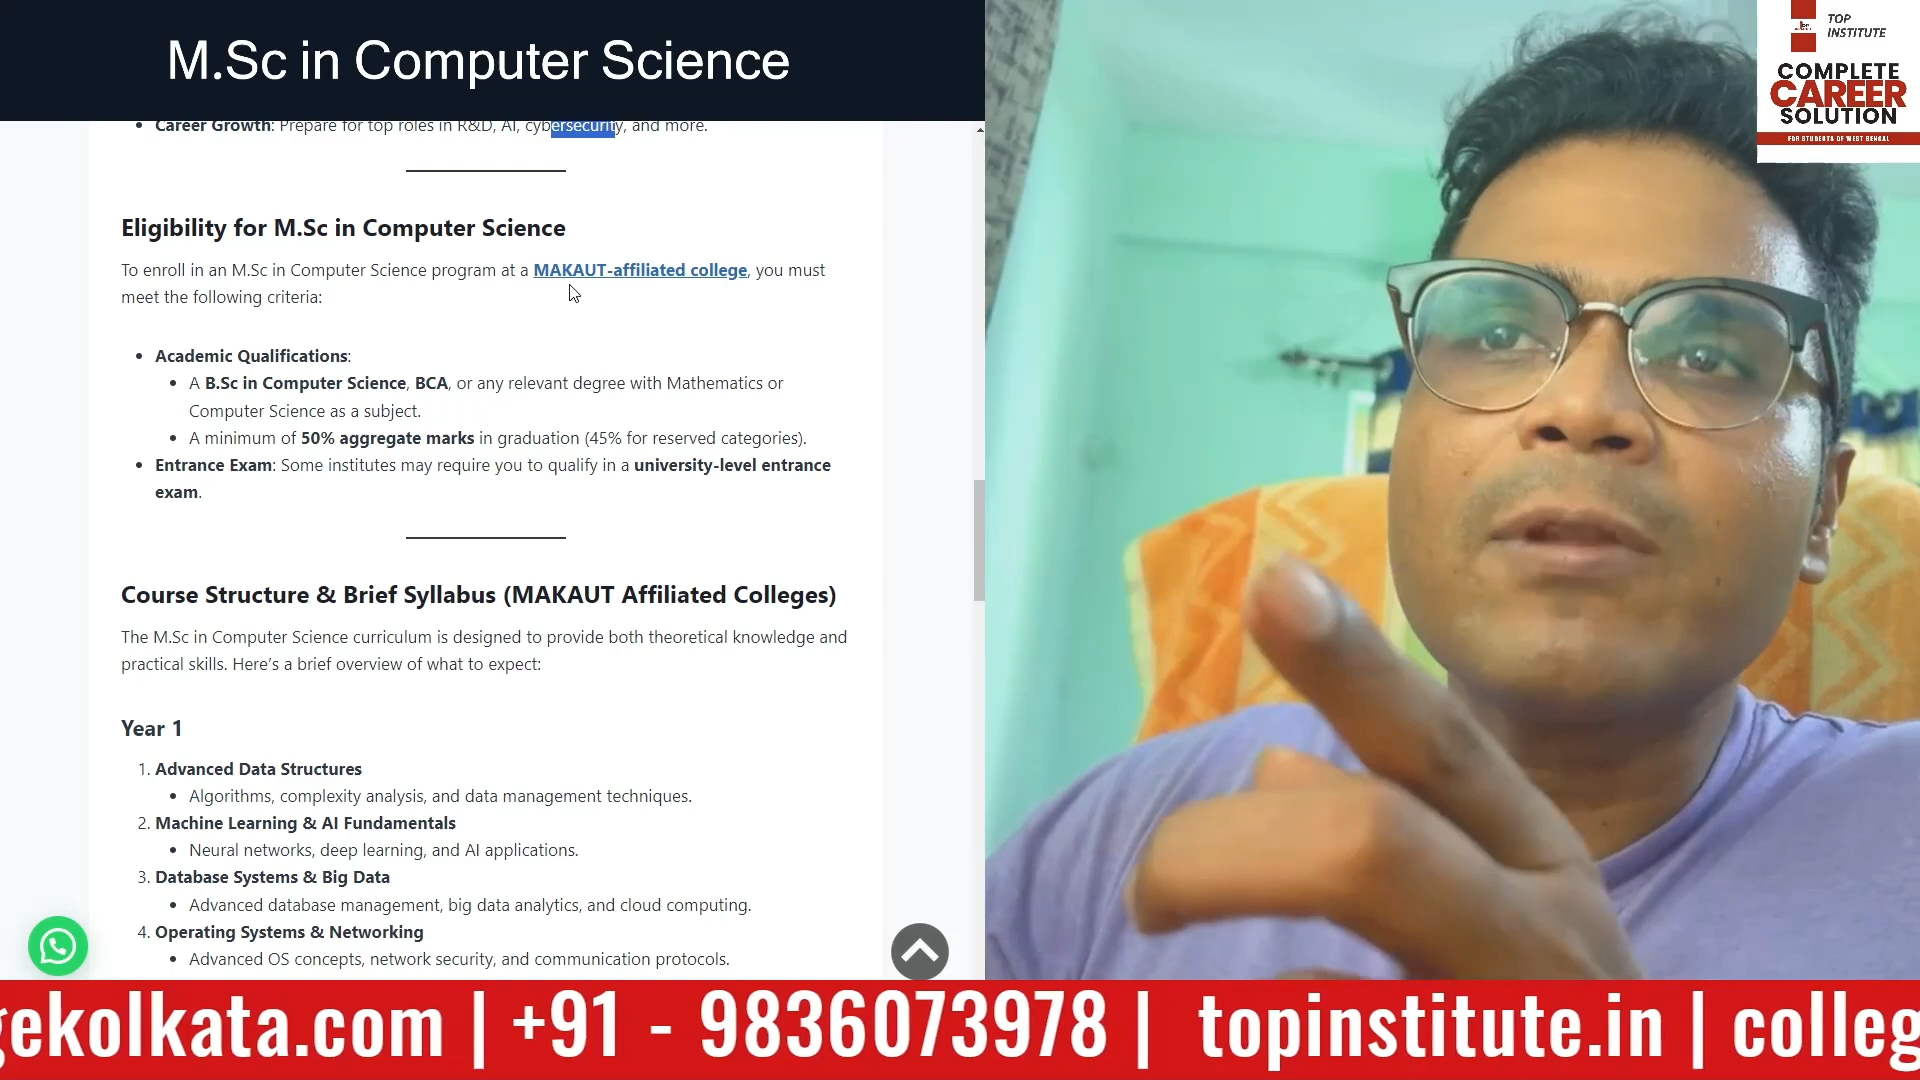 M.Sc in Computer Science
• Career Growth: Prepare for top roles in R&D, AI, cybersecurity, and more.
Eligibility for M.Sc in Computer Science
To enroll in an M.Sc in Computer Science program at a MAKAUT-affiliated college, you must
meet the following criteria:
• Academic Qualifications:
• A B.Sc in Computer Science, BCA, or any relevant degree with Mathematics or
Computer Science as a subject.
• A minimum of 50% aggregate marks in graduation (45% for reserved categories).
• Entrance Exam: Some institutes may require you to qualify in a university-level entrance
exam.
Course Structure & Brief Syllabus (MAKAUT Affiliated Colleges)
The M.Sc in Computer Science curriculum is designed to provide both theoretical knowledge and
practical skills. Here’s a brief overview of what to expect:
Year 1
1. Advanced Data Structures
• Algorithms, complexity analysis, and data management techniques.
2. Machine Learning & AI Fundamentals
• Neural networks, deep learning, and AI applications.
3. Database Systems & Big Data
• Advanced database management, big data analytics, and cloud computing.
4. Operating Systems & Networking
• Advanced OS concepts, network security, and communication protocols.
TOP
INSTITUTE
COMPLETE
CAREER
SOLUTION
FOR STUDENTS OF WEST BENGAL
gekolkata.com | +91 - 9836073978 | topinstitute.in | colleg